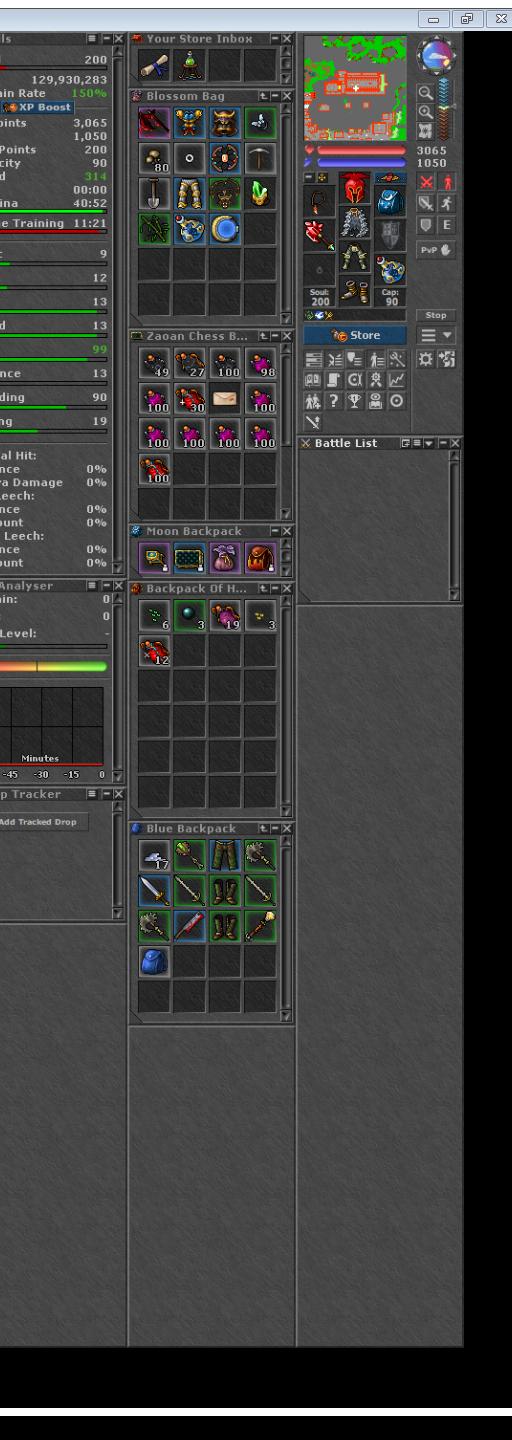 lls
200
129,930,283
in Rate 150%
XP Boost
oints 3,065
1,050
Points 200
city 90
d 314
00:00
ina 40:52
e Training 11:21
9
12
13
d 13
99
nce 13
ding 90
ng 19
al Hit:
nce 0%
va Damage 0%
eech:
nce 0%
ount 0%
Leech:
nce 0%
ount 0%
Analyser
in: 0
0
Level: -
Minutes
-45 -30 -15 0
p Tracker
Add Tracked Drop
Your Store Inbox
Blossom Bag
80
Zaoan Chess B...
49 27 100 98
100 30 100
100 100 100 100
100
Moon Backpack
Backpack Of H...
6 3 19 3
12
Blue Backpack
17
3065
1050
Soul:
200
Cap:
90
E
PvP
Stop
Store
Battle List